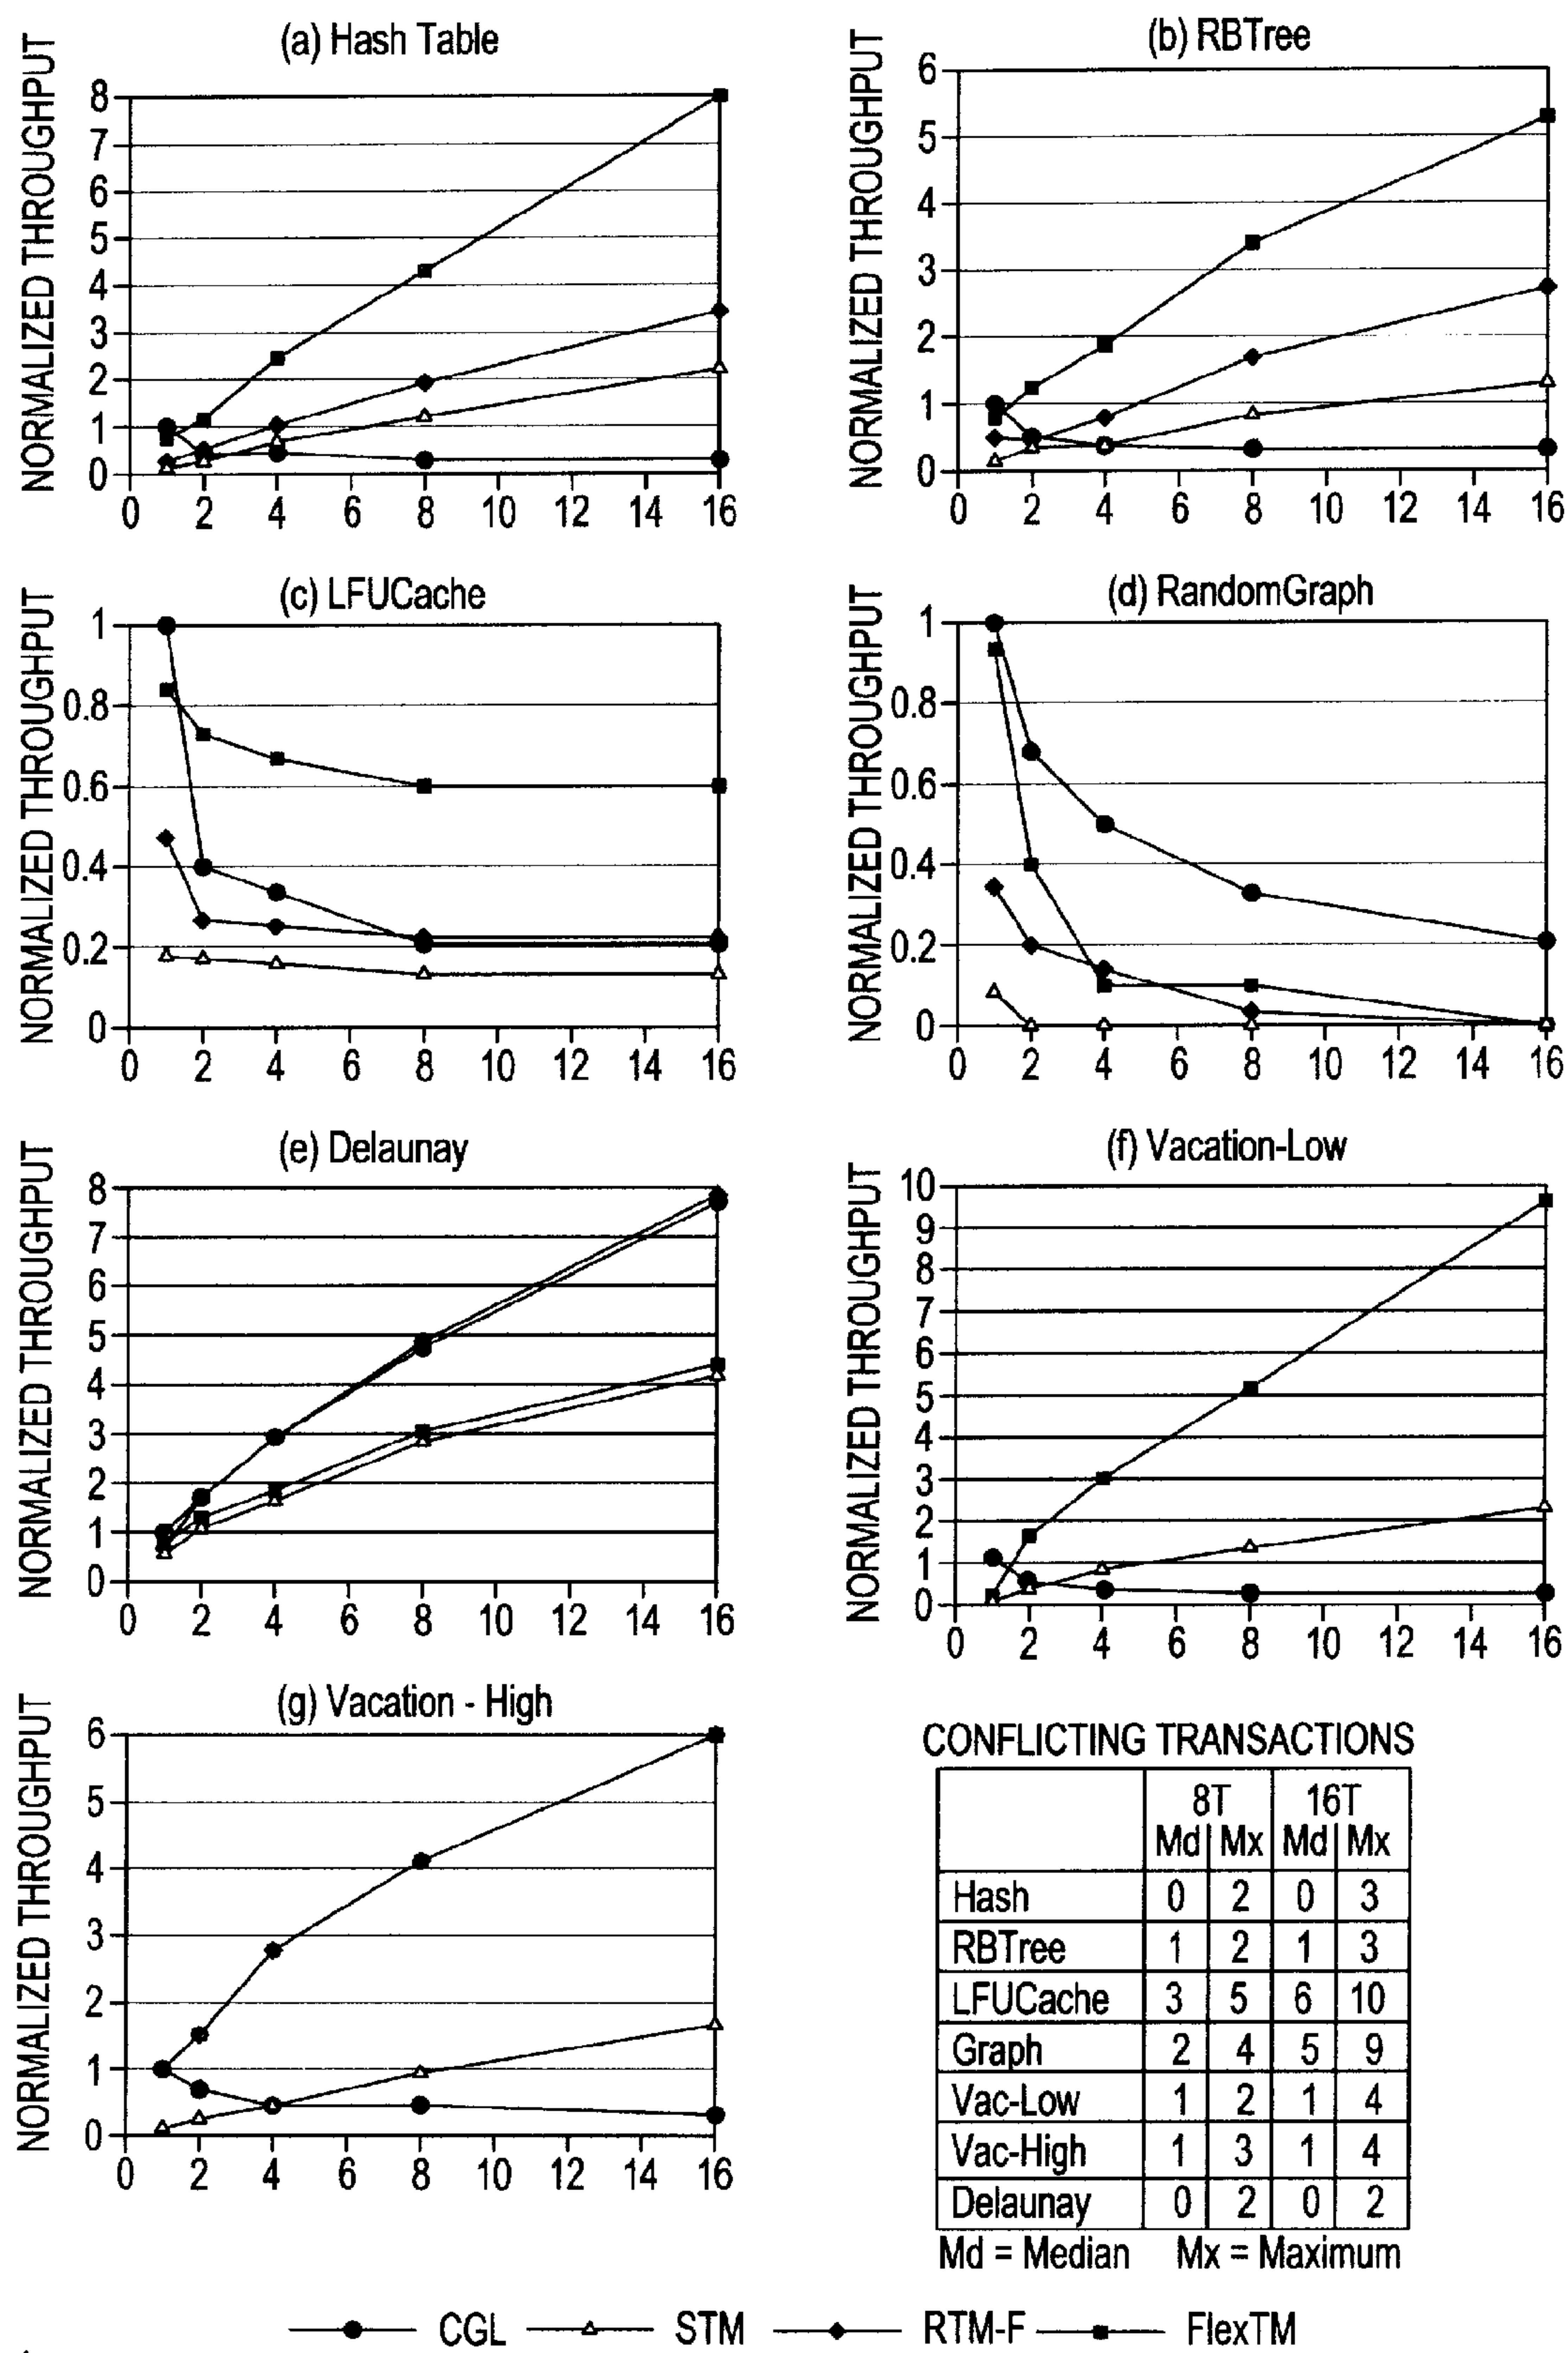 (a) Hash Table
NORMALIZED THROUGHPUT
8
7
6
5
4
3
2
1
0
0 2 4 6 8 10 12 14 16
(b) RBTree
NORMALIZED THROUGHPUT
6
5
4
3
2
1
0
0 2 4 6 8 10 12 14 16
(c) LFUCache
NORMALIZED THROUGHPUT
1
0.8
0.6
0.4
0.2
0
0 2 4 6 8 10 12 14 16
(d) RandomGraph
NORMALIZED THROUGHPUT
1
0.8
0.6
0.4
0.2
0
0 2 4 6 8 10 12 14 16
(e) Delaunay
NORMALIZED THROUGHPUT
8
7
6
5
4
3
2
1
0
0 2 4 6 8 10 12 14 16
(f) Vacation-Low
NORMALIZED THROUGHPUT
10
9
8
7
6
5
4
3
2
1
0
0 2 4 6 8 10 12 14 16
(g) Vacation - High
NORMALIZED THROUGHPUT
6
5
4
3
2
1
0
0 2 4 6 8 10 12 14 16
CONFLICTING TRANSACTIONS
8T 16T
Md Mx Md Mx
Hash 0 2 0 3
RBTree 1 2 1 3
LFUCache 3 5 6 10
Graph 2 4 5 9
Vac-Low 1 2 1 4
Vac-High 1 3 1 4
Delaunay 0 2 0 2
Md = Median Mx = Maximum
CGL STM RTM-F FlexTM